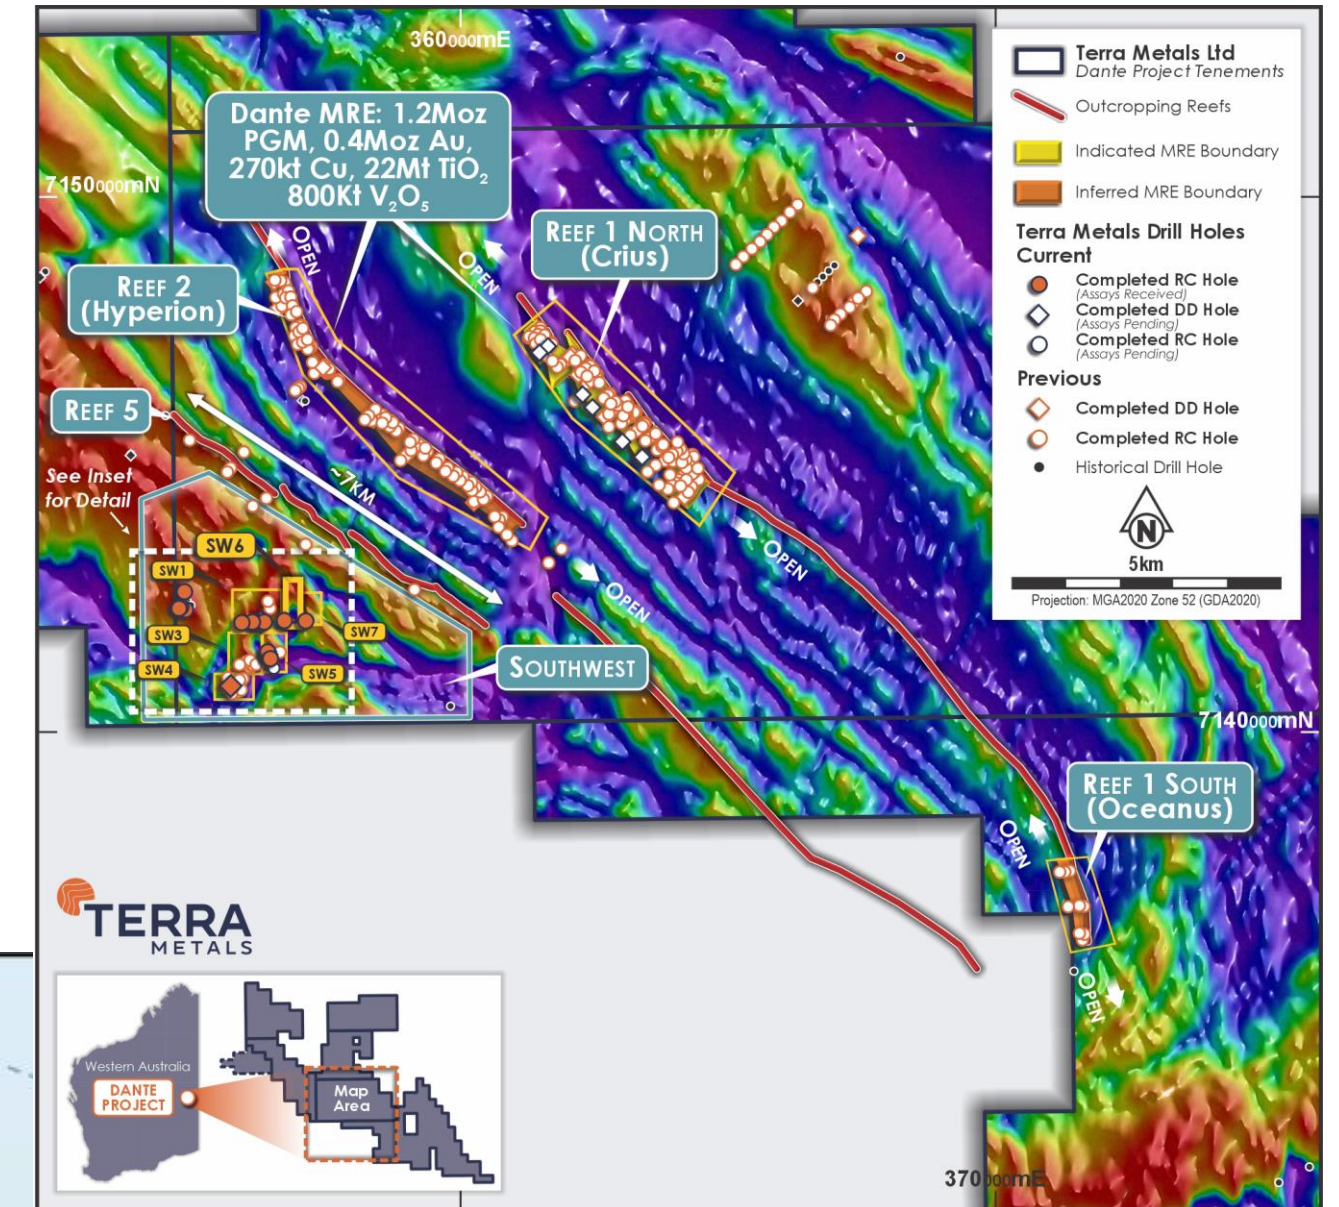 360000mE
Dante MRE: 1.2Moz
PGM, 0.4Moz Au,
270kt Cu, 22Mt TiO₂
800Kt V₂O₅
7150000mN
OPEN
OPEN
REEF 1 NORTH
(Crius)
REEF 2
(Hyperion)
REEF 5
See Inset
for Detail
~7KM
SW6
SW1
SW3
SW7
SW4
SW5
SOUTHWEST
OPEN
OPEN
7140000mN
REEF 1 SOUTH
(Oceanus)
OPEN
OPEN
370000mE
Terra Metals Ltd
Dante Project Tenements
Outcropping Reefs
Indicated MRE Boundary
Inferred MRE Boundary
Terra Metals Drill Holes
Current
Completed RC Hole
(Assays Received)
Completed DD Hole
(Assays Pending)
Completed RC Hole
(Assays Pending)
Previous
Completed DD Hole
Completed RC Hole
Historical Drill Hole
N
5km
Projection: MGA2020 Zone 52 (GDA2020)
TERRA
METALS
Western Australia
DANTE
PROJECT
Map
Area